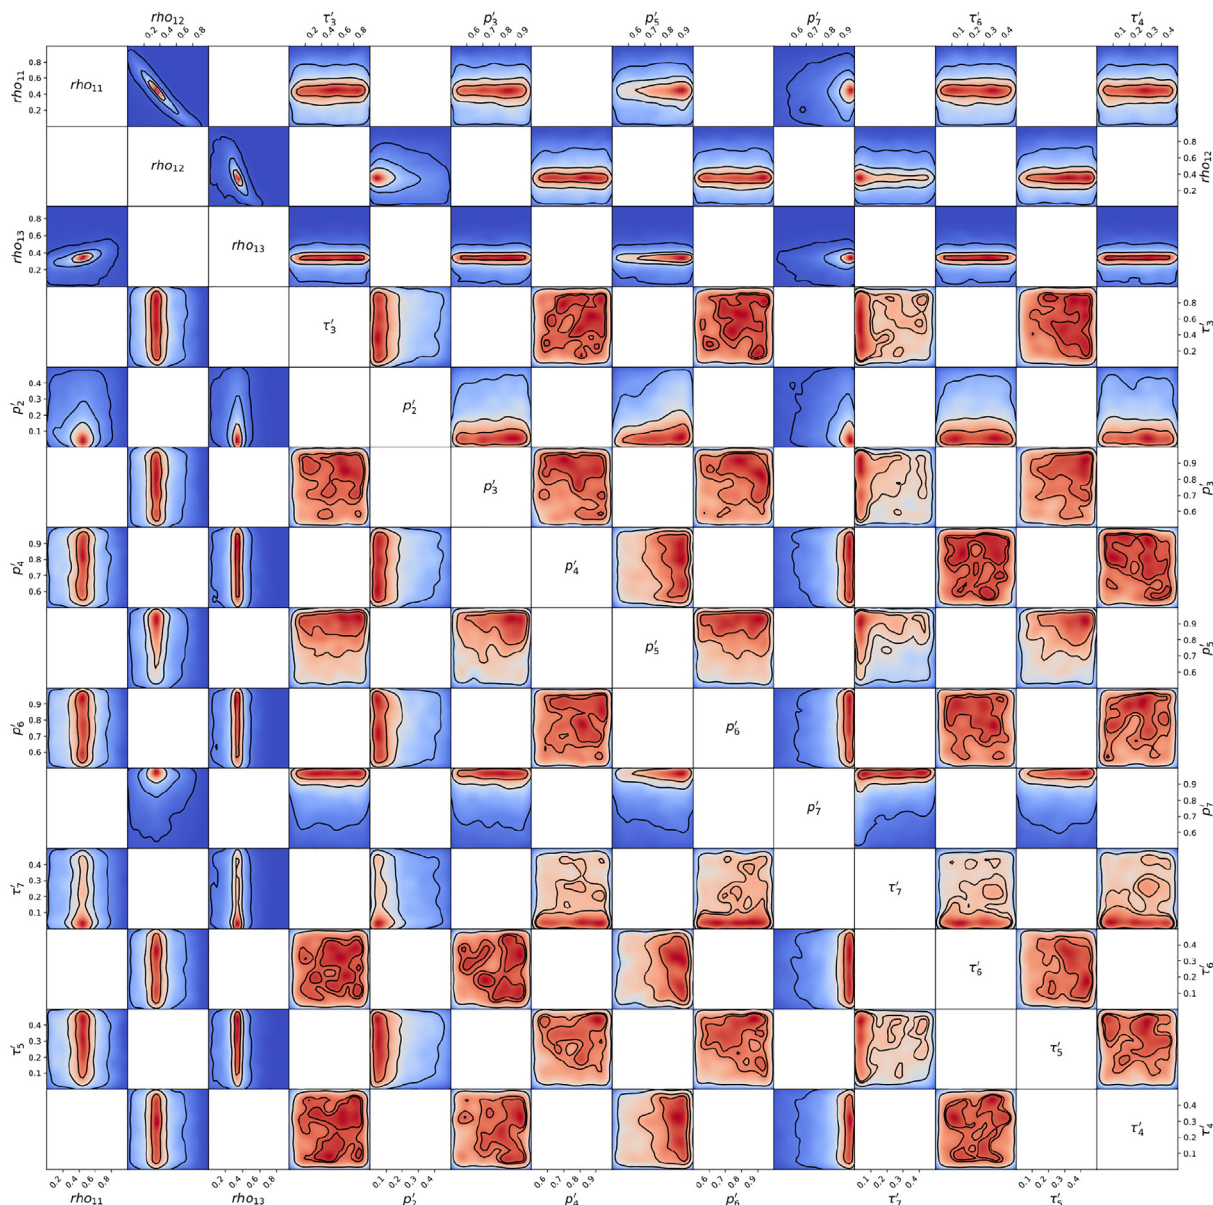 rho₁₂ τ′₃ p′₃ p′₅ p′₇ τ′₆ τ′₄
0.2 0.4 0.6 0.8 0.2 0.4 0.6 0.8 0.6 0.7 0.8 0.9 0.6 0.7 0.8 0.9 0.6 0.7 0.8 0.9 0.1 0.2 0.3 0.4 0.1 0.2 0.3 0.4
rho₁₁ 0.8 0.6 0.4 0.2 rho₁₁
rho₁₂ 0.8 0.6 0.4 0.2 rho₁₂
rho₁₃ 0.8 0.6 0.4 0.2 rho₁₃
τ′₃ 0.8 0.6 0.4 0.2 τ′₃
p′₂ 0.4 0.3 0.2 0.1 p′₂
p′₃ 0.9 0.8 0.7 0.6 p′₃
p′₄ 0.9 0.8 0.7 0.6 p′₄
p′₅ 0.9 0.8 0.7 0.6 p′₅
p′₆ 0.9 0.8 0.7 0.6 p′₆
p′₇ 0.9 0.8 0.7 0.6 p′₇
τ′₇ 0.4 0.3 0.2 0.1 τ′₇
τ′₆ 0.4 0.3 0.2 0.1 τ′₆
τ′₅ 0.4 0.3 0.2 0.1 τ′₅
τ′₄ 0.4 0.3 0.2 0.1 τ′₄
0.2 0.4 0.6 0.8 0.2 0.4 0.6 0.8 0.1 0.2 0.3 0.4 0.6 0.7 0.8 0.9 0.6 0.7 0.8 0.9 0.1 0.2 0.3 0.4 0.1 0.2 0.3 0.4
rho₁₁ rho₁₃ p′₂ p′₄ p′₆ τ′₇ τ′₅